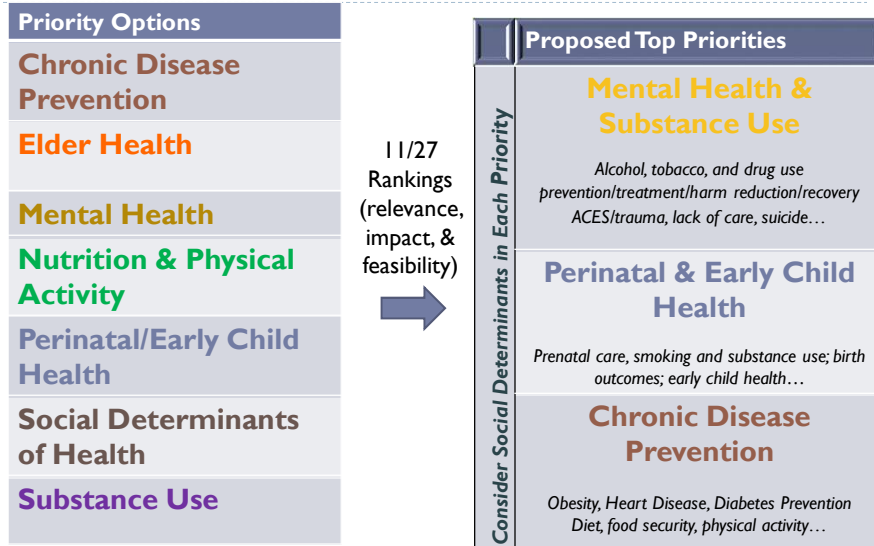 Priority Options
Chronic Disease
Prevention
Elder Health
Mental Health
Nutrition & Physical
Activity
Perinatal/Early Child
Health
Social Determinants
of Health
Substance Use
11/27
Rankings
(relevance,
impact, &
feasibility)
Proposed Top Priorities
Consider Social Determinants in Each Priority
Mental Health &
Substance Use
Alcohol, tobacco, and drug use
prevention/treatment/harm reduction/recovery
ACES/trauma, lack of care, suicide…
Perinatal & Early Child
Health
Prenatal care, smoking and substance use; birth
outcomes; early child health…
Chronic Disease
Prevention
Obesity, Heart Disease, Diabetes Prevention
Diet, food security, physical activity…